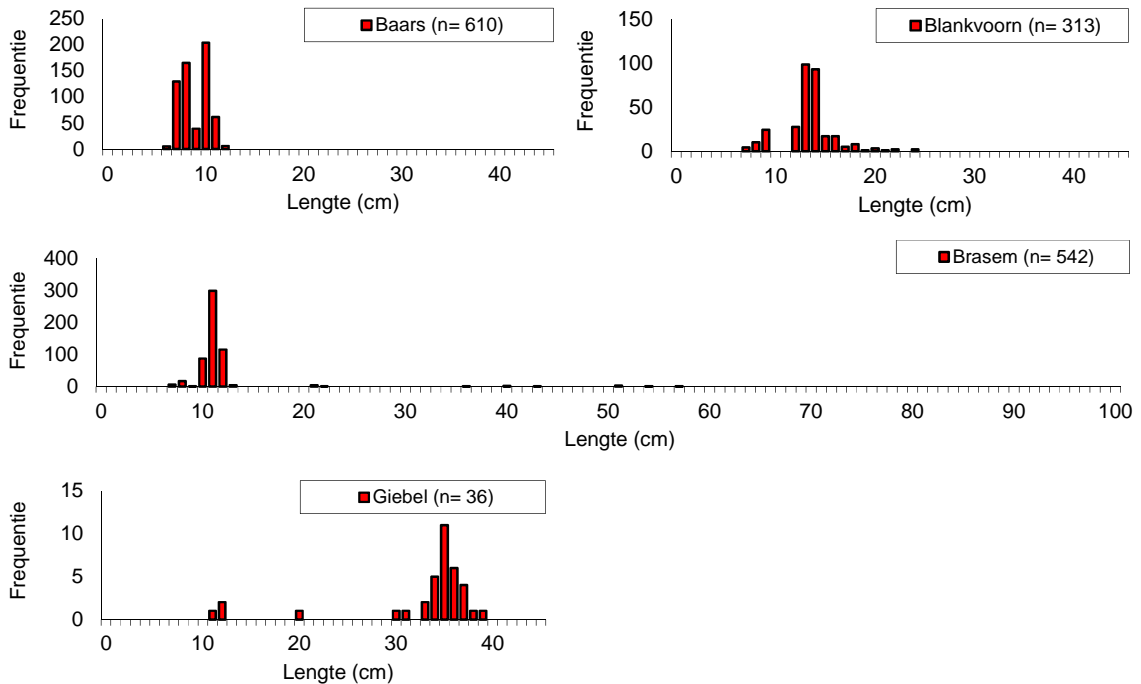 Baars (n= 610)
Frequentie
250
200
150
100
50
0
0 10 20 30 40
Lengte (cm)
Blankvoorn (n= 313)
Frequentie
150
100
50
0
0 10 20 30 40
Lengte (cm)
Brasem (n= 542)
Frequentie
400
300
200
100
0
0 10 20 30 40 50 60 70 80 90 100
Lengte (cm)
Giebel (n= 36)
Frequentie
15
10
5
0
0 10 20 30 40
Lengte (cm)